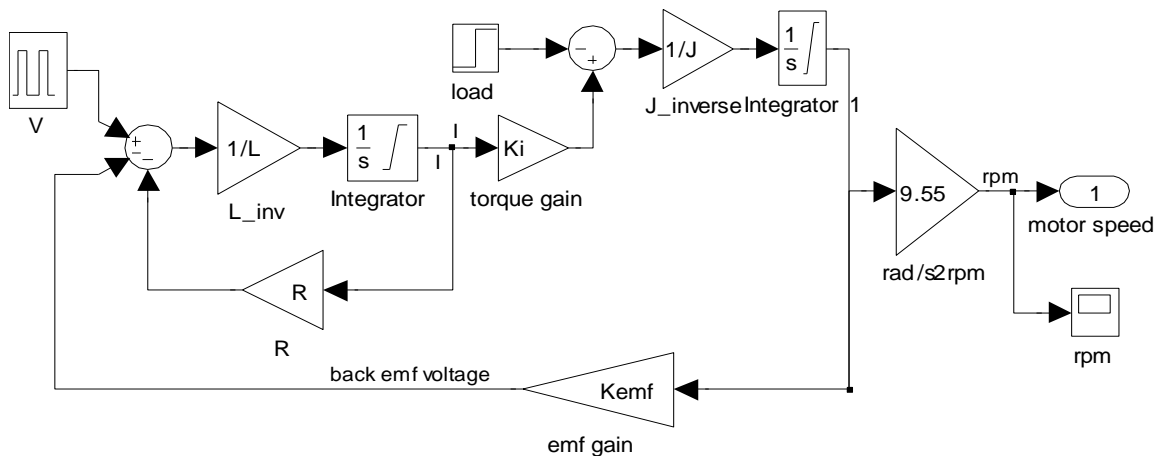 V
+
−
−
1/L
L_inv
1
s
Integrator
I
I
Ki
torque gain
load
−
+
1/J
J_inverse
1
s
Integrator 1
9.55
rad/s2rpm
rpm
1
motor speed
rpm
R
R
back emf voltage
Kemf
emf gain